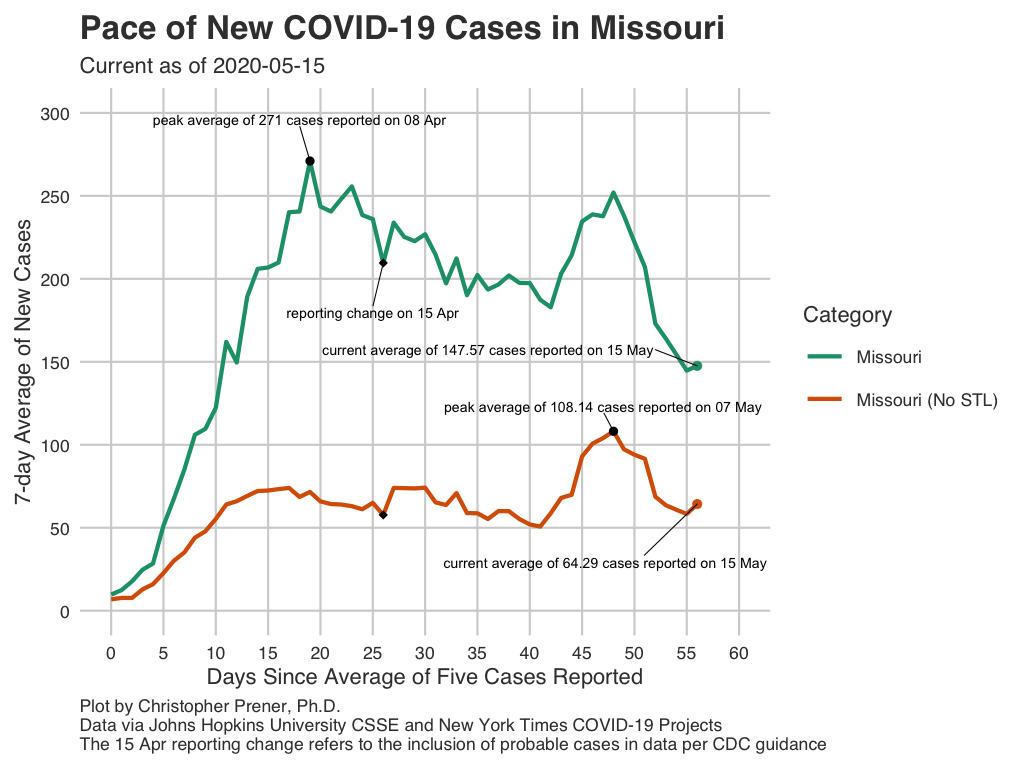 Pace of New COVID-19 Cases in Missouri
Current as of 2020-05-15
7-day Average of New Cases
300
250
200
150
100
50
0
peak average of 271 cases reported on 08 Apr
reporting change on 15 Apr
current average of 147.57 cases reported on 15 May
peak average of 108.14 cases reported on 07 May
current average of 64.29 cases reported on 15 May
0 5 10 15 20 25 30 35 40 45 50 55 60
Days Since Average of Five Cases Reported
Category
Missouri
Missouri (No STL)
Plot by Christopher Prener, Ph.D.
Data via Johns Hopkins University CSSE and New York Times COVID-19 Projects
The 15 Apr reporting change refers to the inclusion of probable cases in data per CDC guidance